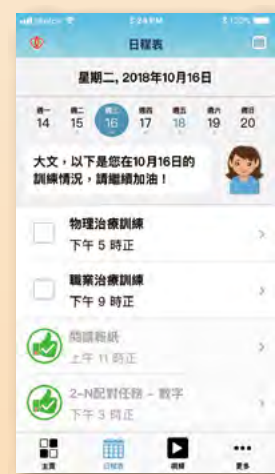 5:24 PM
日程表
星期二, 2018年10月16日
週一 週二 週三 週四 週五 週六 週日
14 15 16 17 18 19 20
大文，以下是您在10月16日的
訓練情況，請繼續加油！
物理治療訓練
下午 5 時正
職業治療訓練
下午 9 時正
閱讀報紙
上午 11 時正
2-N配對任務 - 數字
下午 3 時正
主頁 日程表 視頻 更多